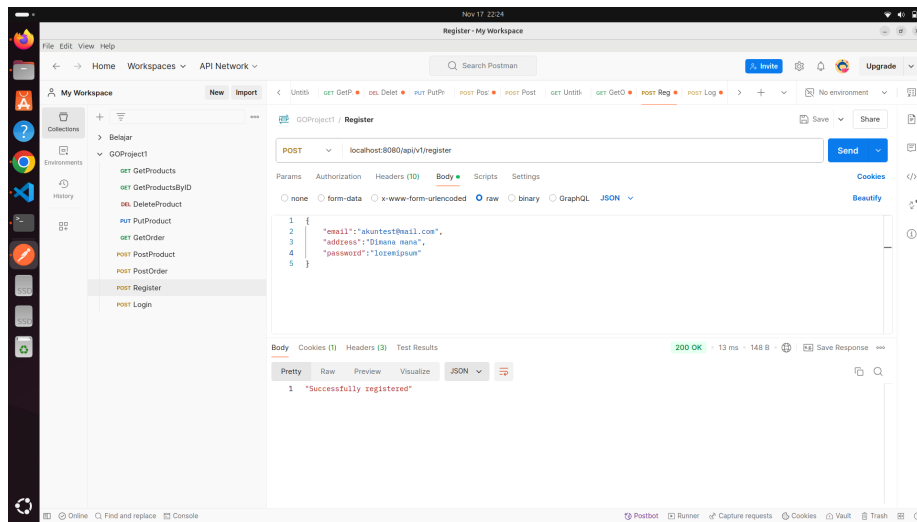 Nov 17 22:24
Register - My Workspace
File Edit View Help
Home Workspaces API Network Search Postman Invite Upgrade
My Workspace New Import
Untitl GET GetP DEL Delet PUT PutPr POST Pos POST Post GET Untitl GET GetO POST Reg POST Log No environment
Collections
Environments
History
Belajar
GOProject1
GET GetProducts
GET GetProductsByID
DEL DeleteProduct
PUT PutProduct
GET GetOrder
POST PostProduct
POST PostOrder
POST Register
POST Login
GOProject1 / Register Save Share
POST localhost:8080/api/v1/register Send
Params Authorization Headers (10) Body Scripts Settings Cookies
none form-data x-www-form-urlencoded raw binary GraphQL JSON Beautify
1 {
2 "email":"akuntest@mail.com",
3 "address":"Dimana mana",
4 "password":"loremipsum"
5 }
Body Cookies (1) Headers (3) Test Results 200 OK 13 ms 148 B Save Response
Pretty Raw Preview Visualize JSON
1 "Successfully registered"
Online Find and replace Console Postbot Runner Capture requests Cookies Vault Trash